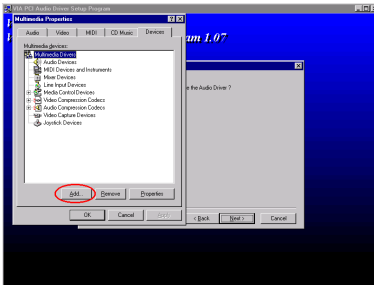 VIA PCI Audio Driver Setup Program
Multimedia Properties
am 1.07
Audio Video MIDI CD Music Devices
Multimedia devices:
Multimedia Drivers
Audio Devices
MIDI Devices and Instruments
Mixer Devices
Line Input Devices
Media Control Devices
Video Compression Codecs
Audio Compression Codecs
Video Capture Devices
Joystick Devices
e the Audio Driver ?
Add... Remove Properties
OK Cancel Apply
< Back Next > Cancel